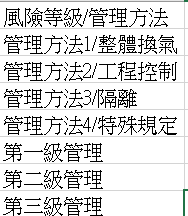 風險等級/管理方法
管理方法1/整體換氣
管理方法2/工程控制
管理方法3/隔離
管理方法4/特殊規定
第一級管理
第二級管理
第三級管理